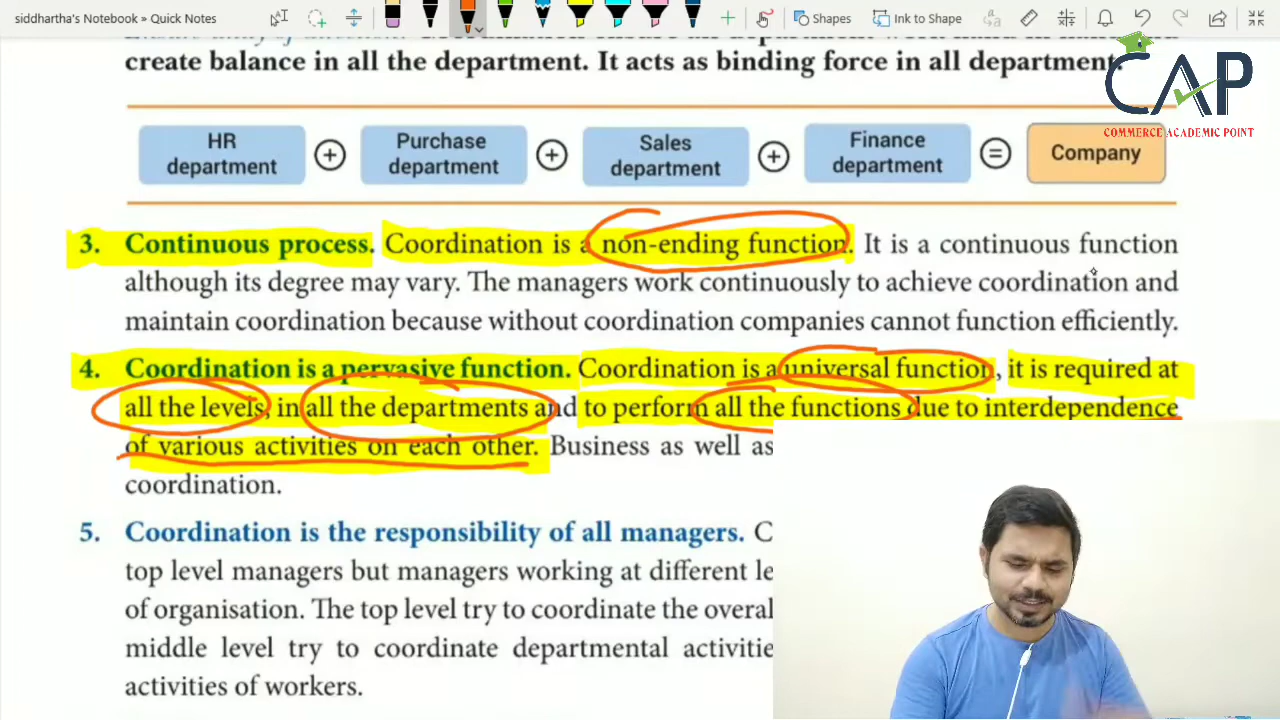 siddhartha's Notebook » Quick Notes
Shapes
Ink to Shape
create balance in all the department. It acts as binding force in all department.
CAP
COMMERCE ACADEMIC POINT
HR department + Purchase department + Sales department + Finance department = Company
3. Continuous process. Coordination is a non-ending function. It is a continuous function
although its degree may vary. The managers work continuously to achieve coordination and
maintain coordination because without coordination companies cannot function efficiently.
4. Coordination is a pervasive function. Coordination is a universal function, it is required at
all the levels, in all the departments and to perform all the functions due to interdependence
of various activities on each other. Business as well as
coordination.
5. Coordination is the responsibility of all managers. C
top level managers but managers working at different le
of organisation. The top level try to coordinate the overal
middle level try to coordinate departmental activitie
activities of workers.